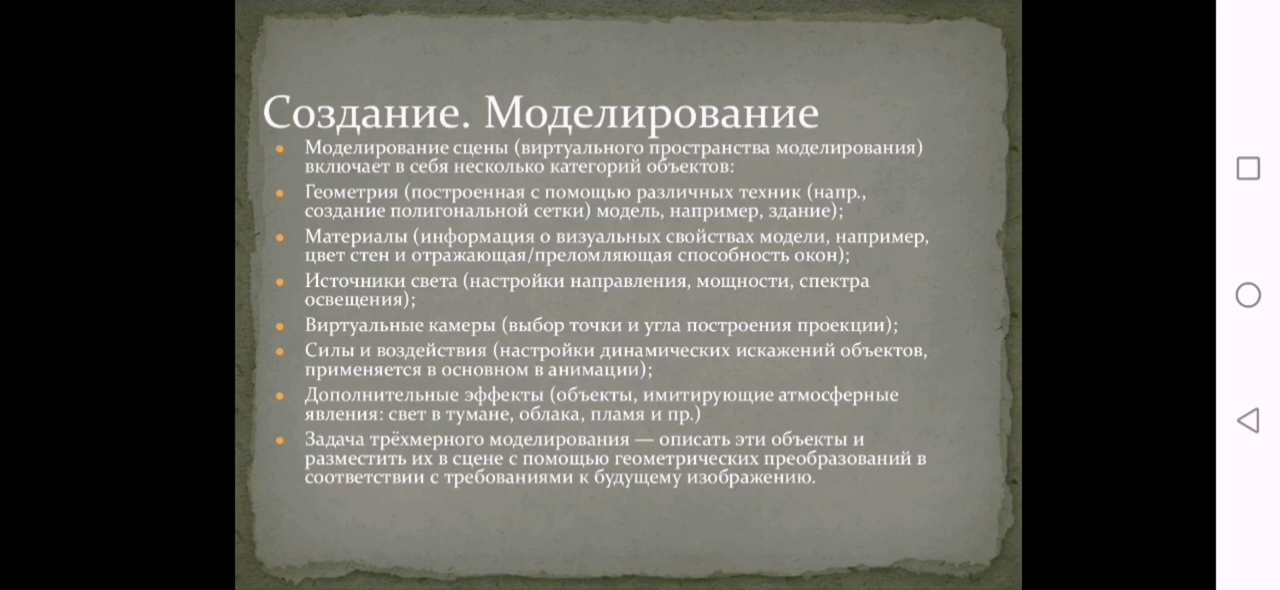 Создание. Моделирование
• Моделирование сцены (виртуального пространства моделирования)
включает в себя несколько категорий объектов:
• Геометрия (построенная с помощью различных техник (напр.,
создание полигональной сетки) модель, например, здание);
• Материалы (информация о визуальных свойствах модели, например,
цвет стен и отражающая/преломляющая способность окон);
• Источники света (настройки направления, мощности, спектра
освещения);
• Виртуальные камеры (выбор точки и угла построения проекции);
• Силы и воздействия (настройки динамических искажений объектов,
применяется в основном в анимации);
• Дополнительные эффекты (объекты, имитирующие атмосферные
явления: свет в тумане, облака, пламя и пр.)
• Задача трёхмерного моделирования — описать эти объекты и
разместить их в сцене с помощью геометрических преобразований в
соответствии с требованиями к будущему изображению.